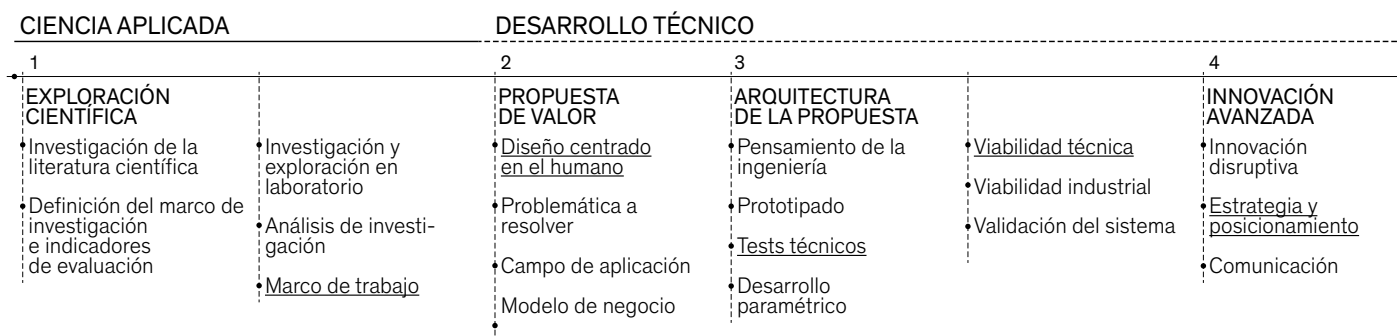 CIENCIA APLICADA
DESARROLLO TÉCNICO
1
2
3
4
EXPLORACIÓN
CIENTÍFICA
Investigación de la
literatura científica
Definición del marco de
investigación
e indicadores
de evaluación
Investigación y
exploración en
laboratorio
Análisis de investi-
gación
Marco de trabajo
PROPUESTA
DE VALOR
Diseño centrado
en el humano
Problemática a
resolver
Campo de aplicación
Modelo de negocio
ARQUITECTURA
DE LA PROPUESTA
Pensamiento de la
ingeniería
Prototipado
Tests técnicos
Desarrollo
paramétrico
Viabilidad técnica
Viabilidad industrial
Validación del sistema
INNOVACIÓN
AVANZADA
Innovación
disruptiva
Estrategia y
posicionamiento
Comunicación